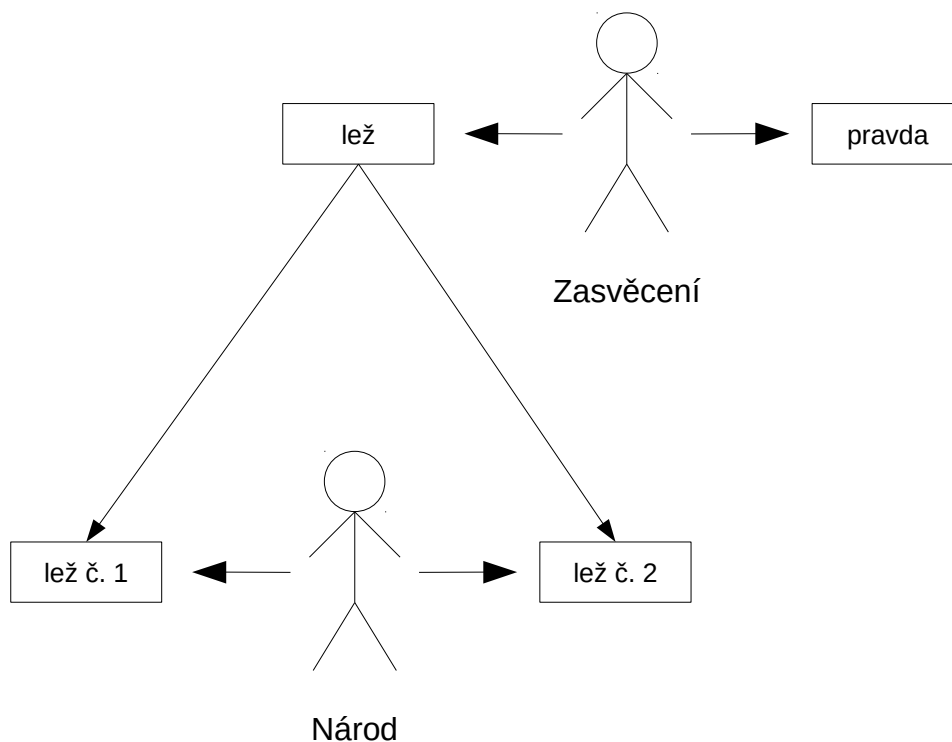 lež
pravda
Zasvěcení
lež č. 1
lež č. 2
Národ